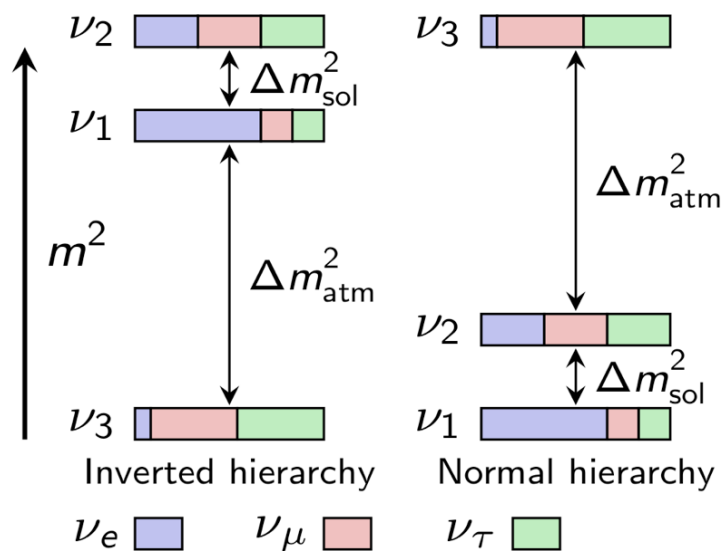 ν₂
Δm²sol
ν₁
m²
Δm²atm
ν₃
Inverted hierarchy
ν₃
Δm²atm
ν₂
Δm²sol
ν₁
Normal hierarchy
νₑ νμ ντ